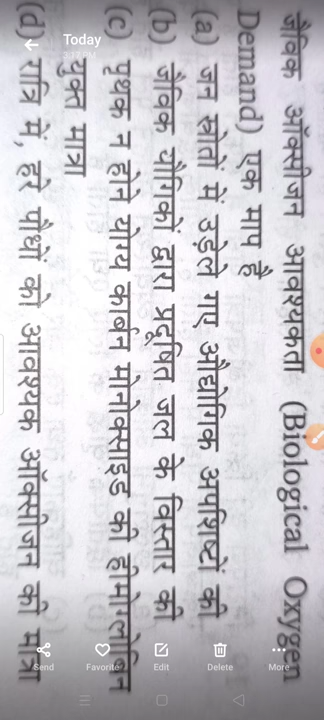 जैविक ऑक्सीजन आवश्यकता (Biological Oxygen
Demand) एक माप है
(a) जन स्त्रोतों में उड़ेले गए औद्योगिक अपशिष्टों की
(b) जैविक यौगिकों द्वारा प्रदूषित जल के विस्तार की
(c) पृथक न होने योग्य कार्बन मोनोक्साइड की हीमोग्लोबिन
युक्त मात्रा
(d) रात्रि में, हरे पौधों को आवश्यक ऑक्सीजन की मात्रा
Today
Send
Favorite
Edit
Delete
More